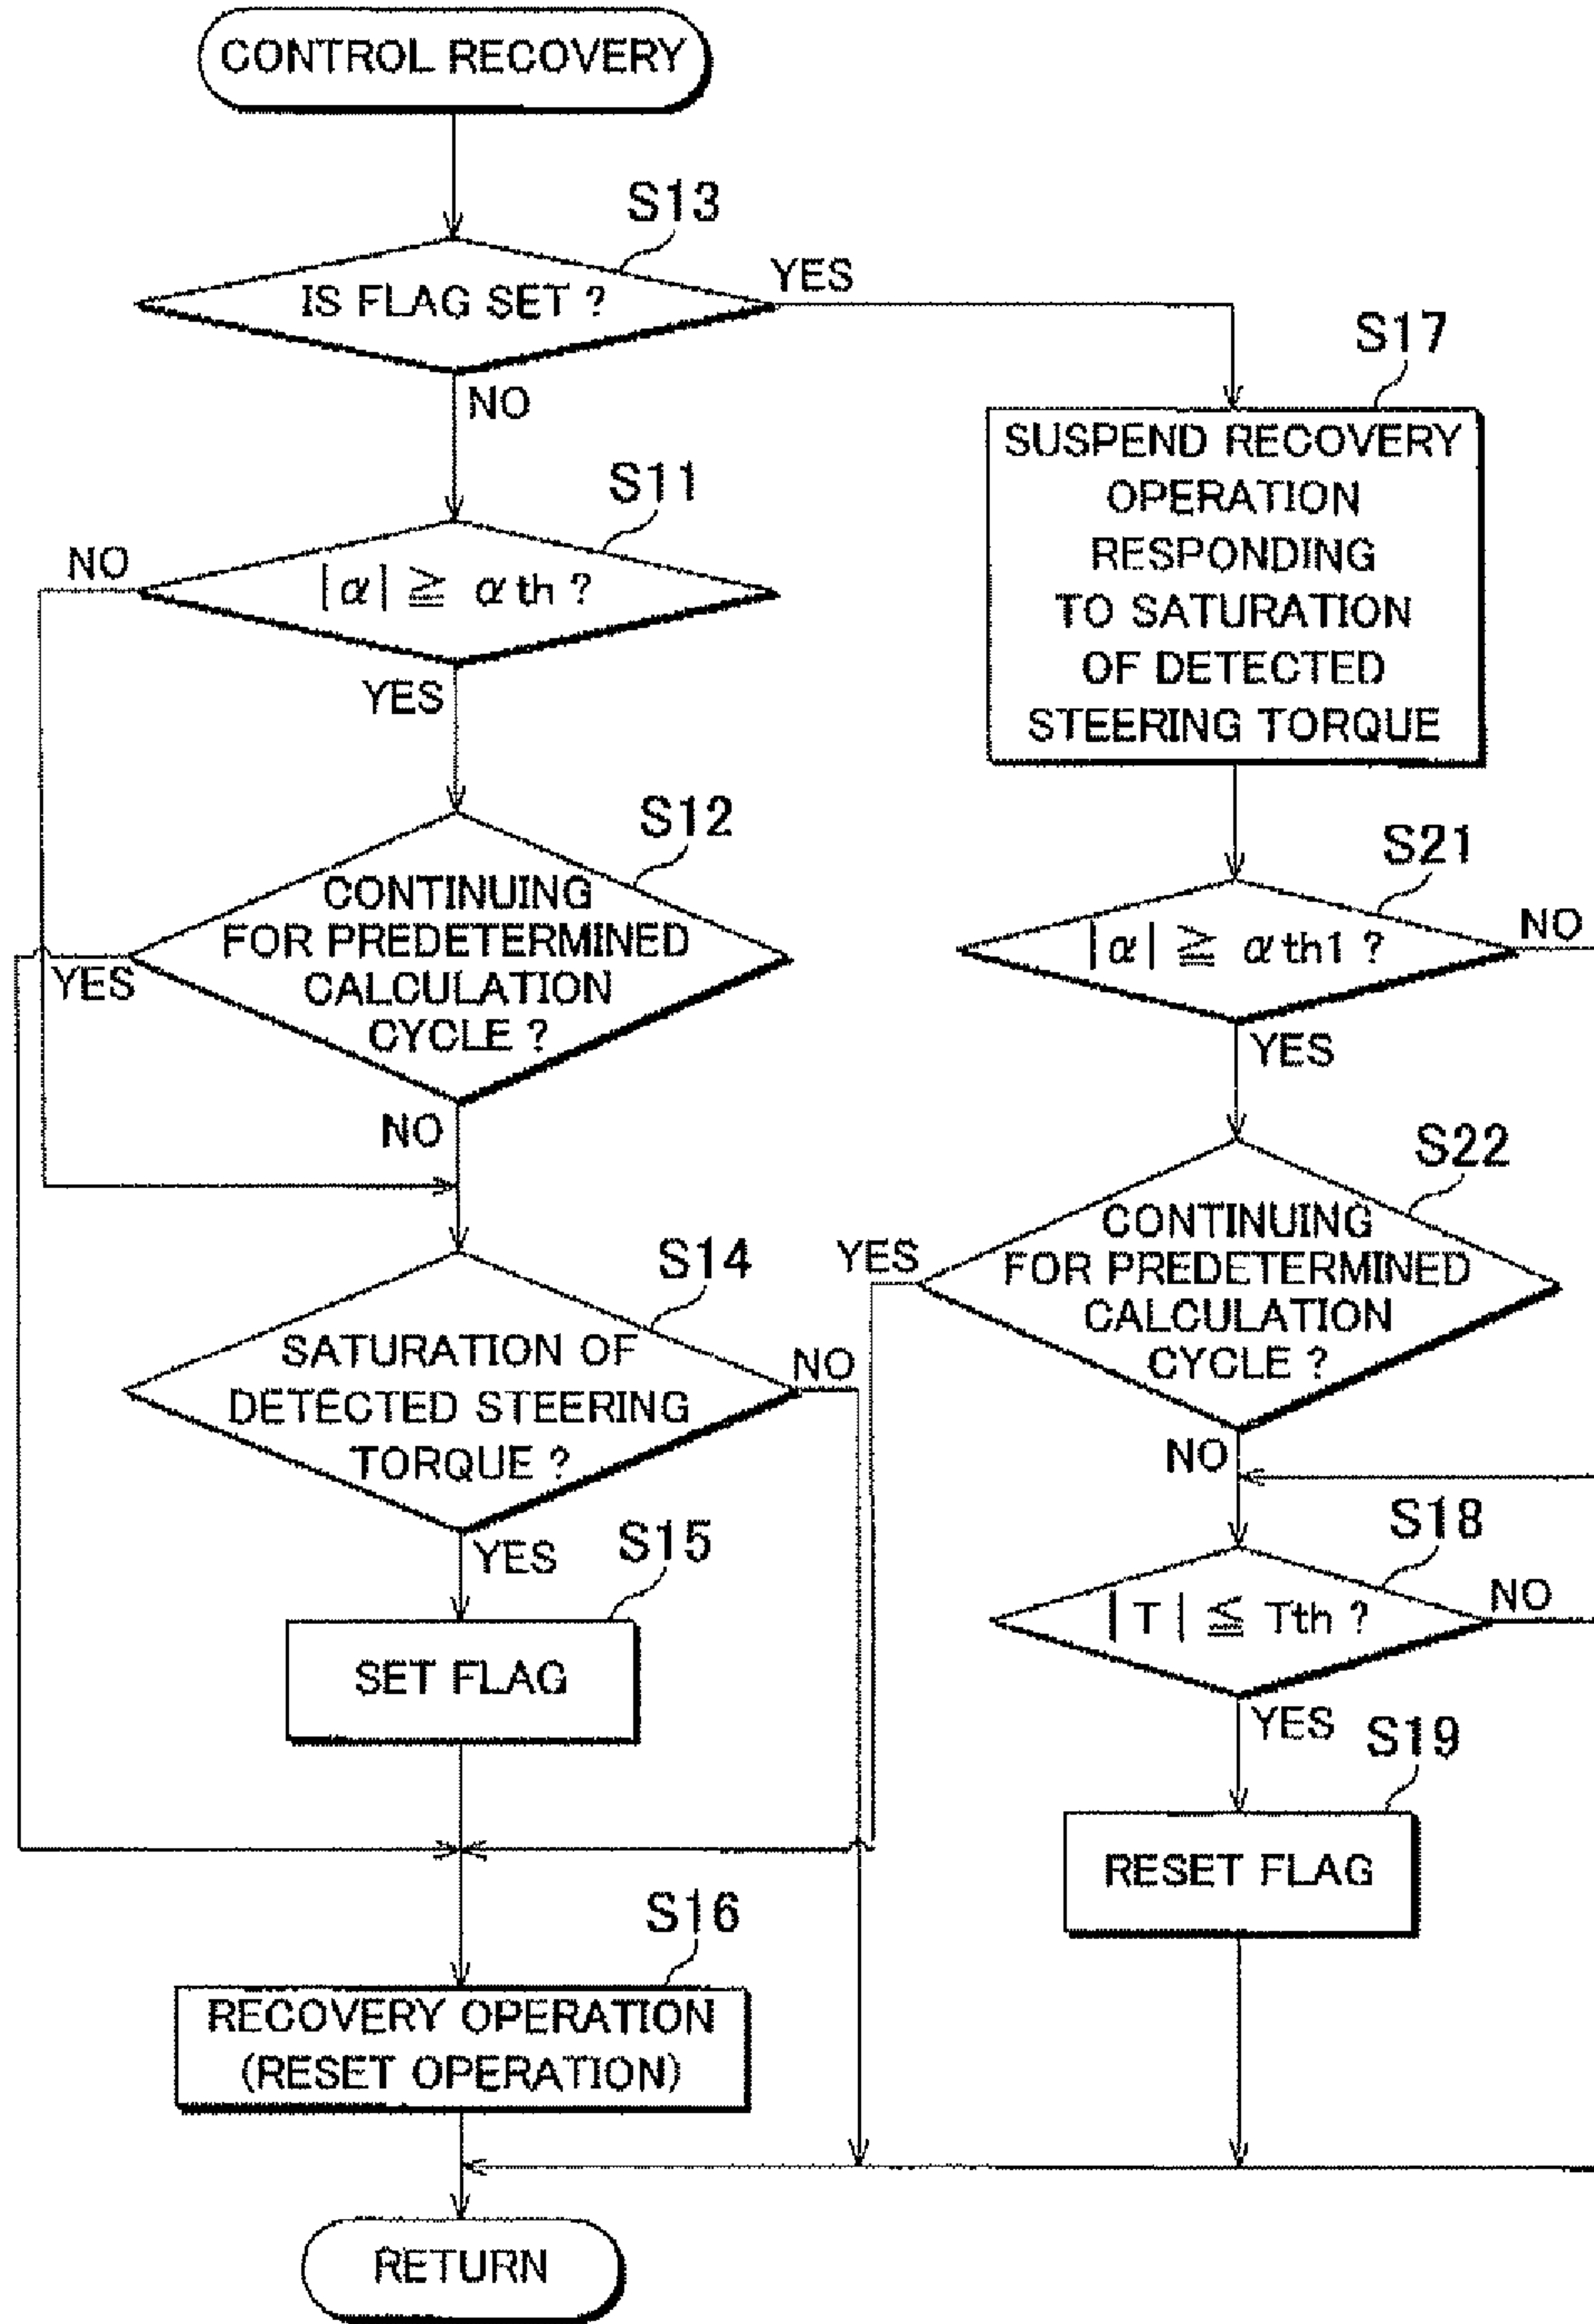 CONTROL RECOVERY
S13
IS FLAG SET ?
YES
NO
S11
|α| ≧ αth ?
NO
YES
S12
CONTINUING
FOR PREDETERMINED
CALCULATION
CYCLE ?
YES
NO
S14
SATURATION OF
DETECTED STEERING
TORQUE ?
NO
YES
S15
SET FLAG
S16
RECOVERY OPERATION
(RESET OPERATION)
RETURN
S17
SUSPEND RECOVERY
OPERATION
RESPONDING
TO SATURATION
OF DETECTED
STEERING TORQUE
S21
|α| ≧ αth1 ?
NO
YES
S22
CONTINUING
FOR PREDETERMINED
CALCULATION
CYCLE ?
YES
NO
S18
|T| ≦ Tth ?
NO
YES
S19
RESET FLAG